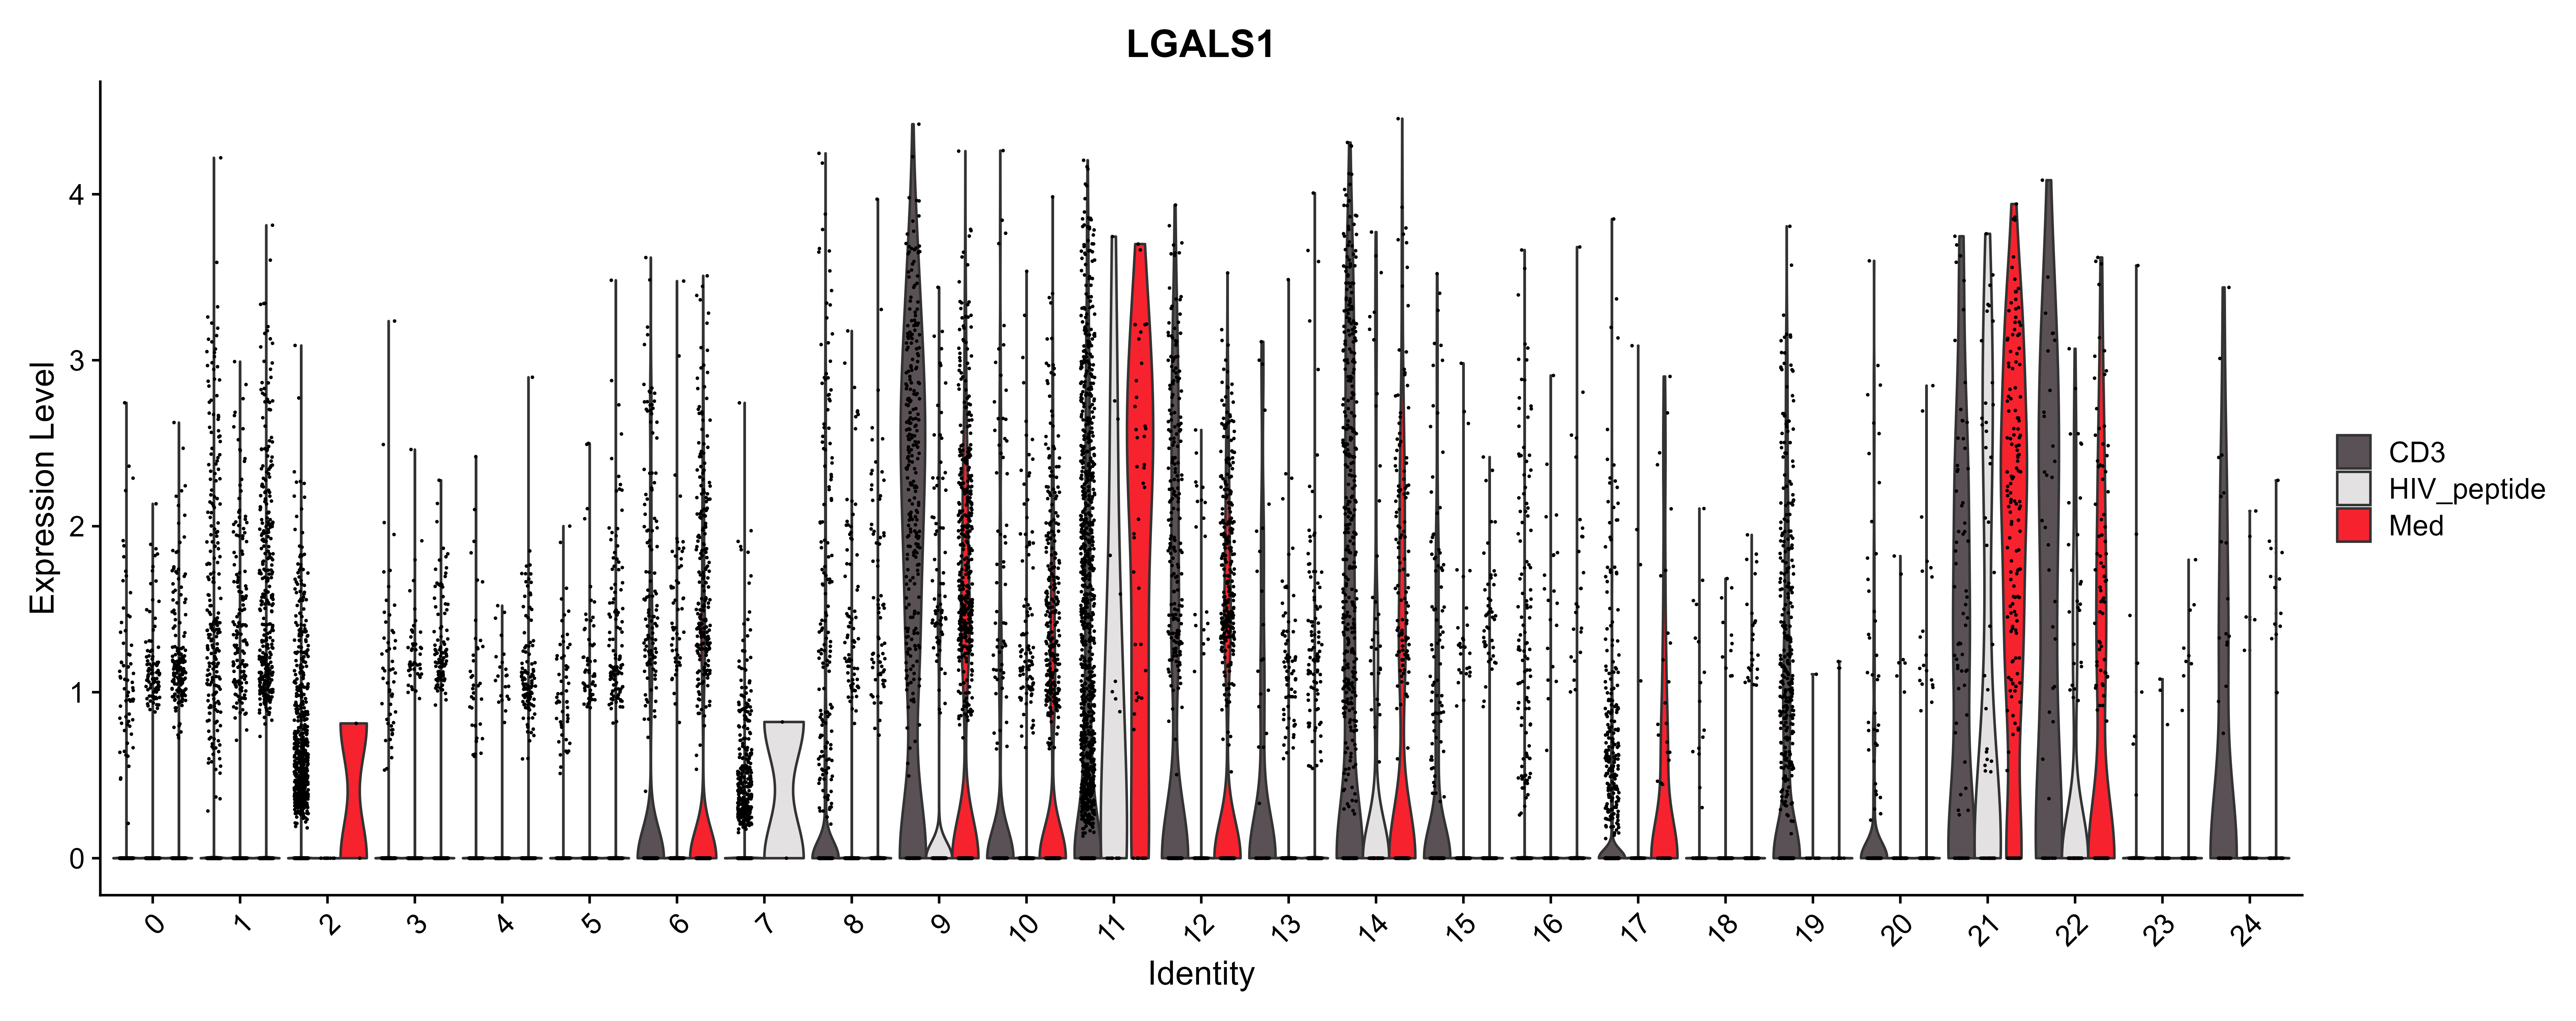 LGALS1
Expression Level
4
3
2
1
0
0 1 2 3 4 5 6 7 8 9 10 11 12 13 14 15 16 17 18 19 20 21 22 23 24
Identity
CD3
HIV_peptide
Med